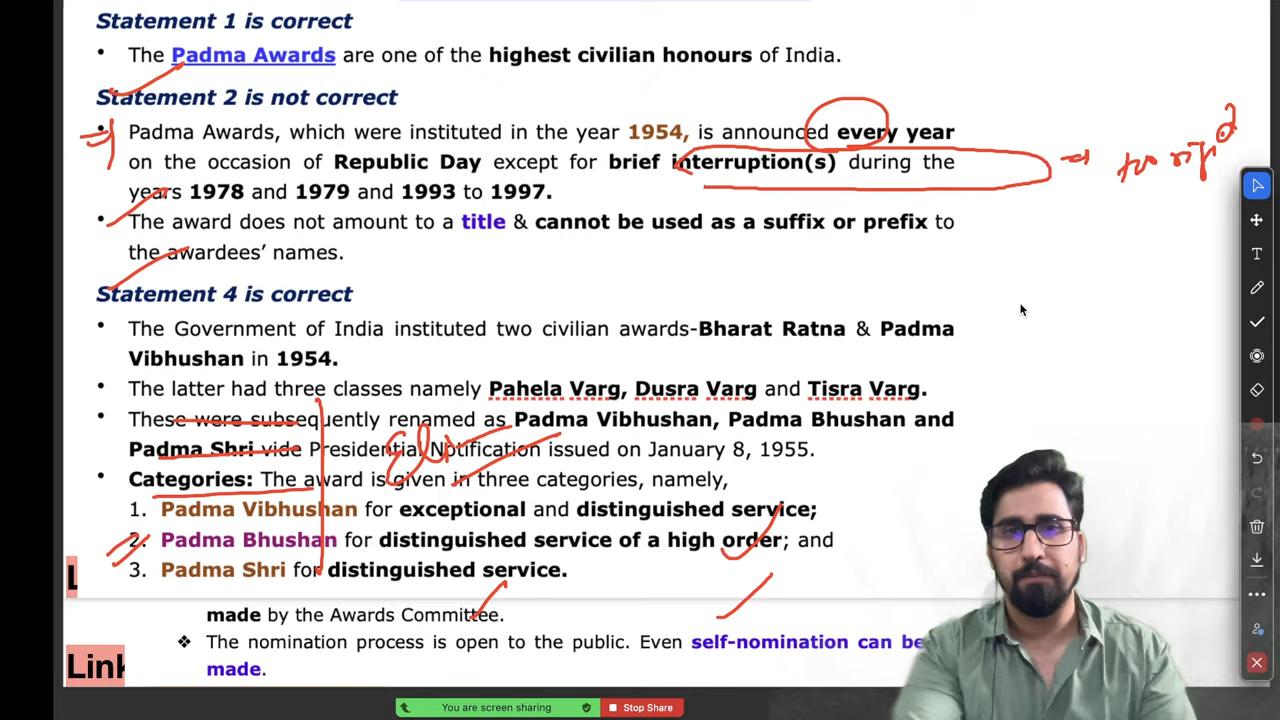 Statement 1 is correct
• The Padma Awards are one of the highest civilian honours of India.
Statement 2 is not correct
• Padma Awards, which were instituted in the year 1954, is announced every year
on the occasion of Republic Day except for brief interruption(s) during the
years 1978 and 1979 and 1993 to 1997.
• The award does not amount to a title & cannot be used as a suffix or prefix to
the awardees’ names.
Statement 4 is correct
• The Government of India instituted two civilian awards-Bharat Ratna & Padma
Vibhushan in 1954.
• The latter had three classes namely Pahela Varg, Dusra Varg and Tisra Varg.
• These were subsequently renamed as Padma Vibhushan, Padma Bhushan and
Padma Shri vide Presidential Notification issued on January 8, 1955.
• Categories: The award is given in three categories, namely,
1. Padma Vibhushan for exceptional and distinguished service;
2. Padma Bhushan for distinguished service of a high order; and
3. Padma Shri for distinguished service.
made by the Awards Committee.
❖ The nomination process is open to the public. Even self-nomination can be
made.
Link
You are screen sharing
Stop Share